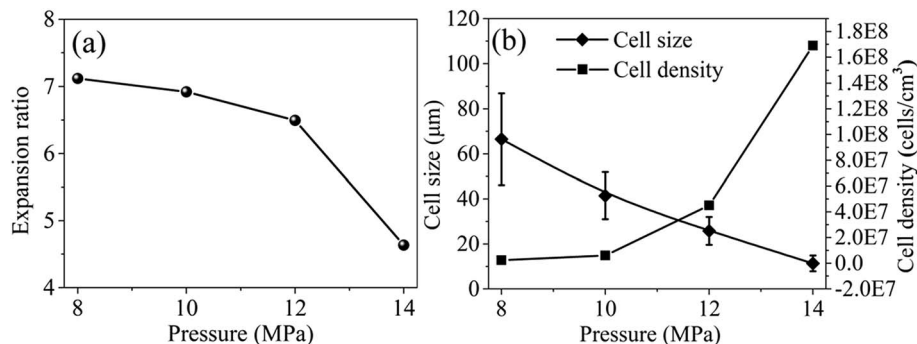 (a)
8
7
6
5
4
Expansion ratio
8 10 12 14
Pressure (MPa)
(b)
Cell size
Cell density
120
100
80
60
40
20
0
Cell size (μm)
8 10 12 14
Pressure (MPa)
1.8E8
1.6E8
1.4E8
1.2E8
1.0E8
8.0E7
6.0E7
4.0E7
2.0E7
0.0
-2.0E7
Cell density (cells/cm³)